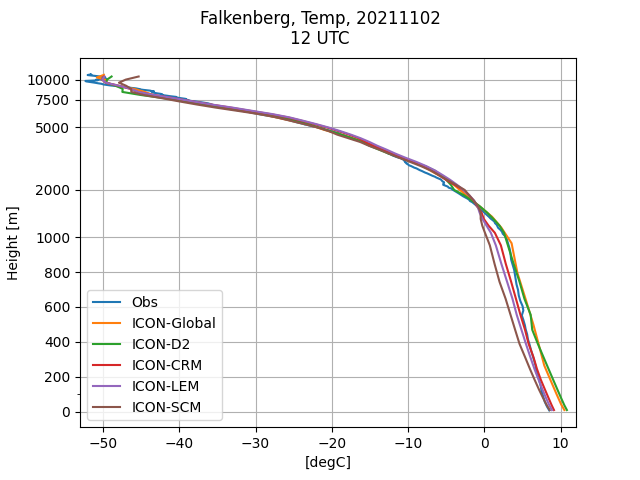 Falkenberg, Temp, 20211102
12 UTC
Height [m]
10000
7500
5000
2000
1000
800
600
400
200
0
Obs
ICON-Global
ICON-D2
ICON-CRM
ICON-LEM
ICON-SCM
−50 −40 −30 −20 −10 0 10
[degC]